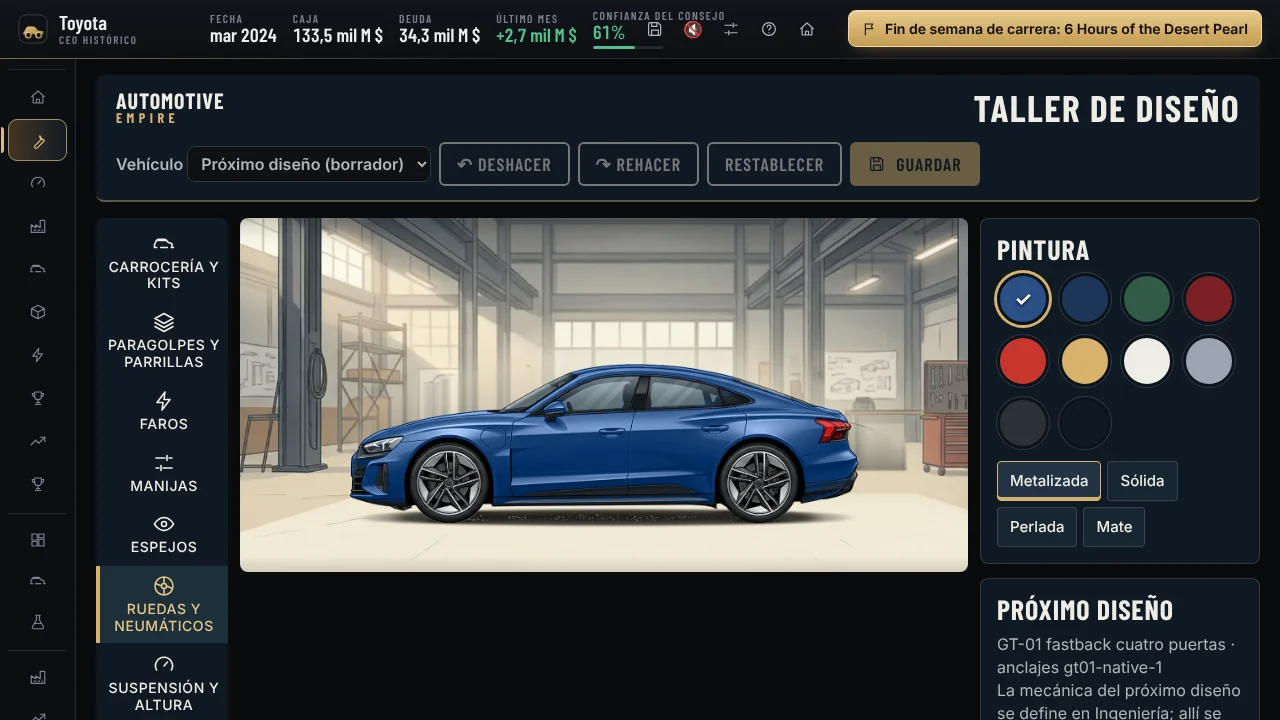 Toyota
CEO HISTÓRICO
FECHA
mar 2024
CAJA
133,5 mil M $
DEUDA
34,3 mil M $
ÚLTIMO MES
+2,7 mil M $
CONFIANZA DEL CONSEJO
61%
Fin de semana de carrera: 6 Hours of the Desert Pearl
AUTOMOTIVE
EMPIRE
TALLER DE DISEÑO
Vehículo
Próximo diseño (borrador)
↶ DESHACER
↷ REHACER
RESTABLECER
GUARDAR
CARROCERÍA Y
KITS
PARAGOLPES Y
PARRILLAS
FAROS
MANIJAS
ESPEJOS
RUEDAS Y
NEUMÁTICOS
SUSPENSIÓN Y
ALTURA
PINTURA
Metalizada
Sólida
Perlada
Mate
PRÓXIMO DISEÑO
GT-01 fastback cuatro puertas ·
anclajes gt01-native-1
La mecánica del próximo diseño
se define en Ingeniería; allí se